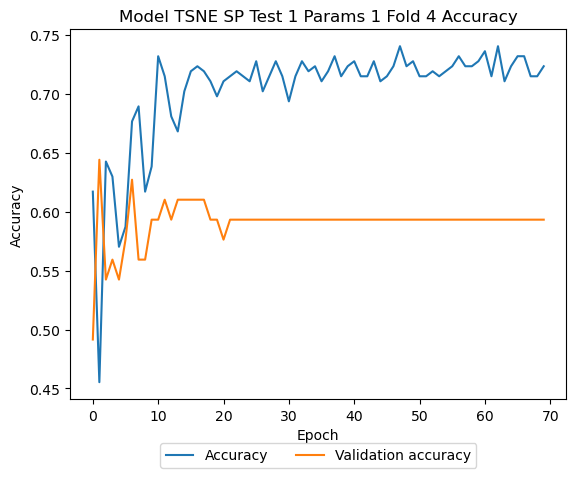 Model TSNE SP Test 1 Params 1 Fold 4 Accuracy
0.75
0.70
0.65
0.60
0.55
0.50
0.45
Accuracy
0 10 20 30 40 50 60 70
Epoch
Accuracy Validation accuracy